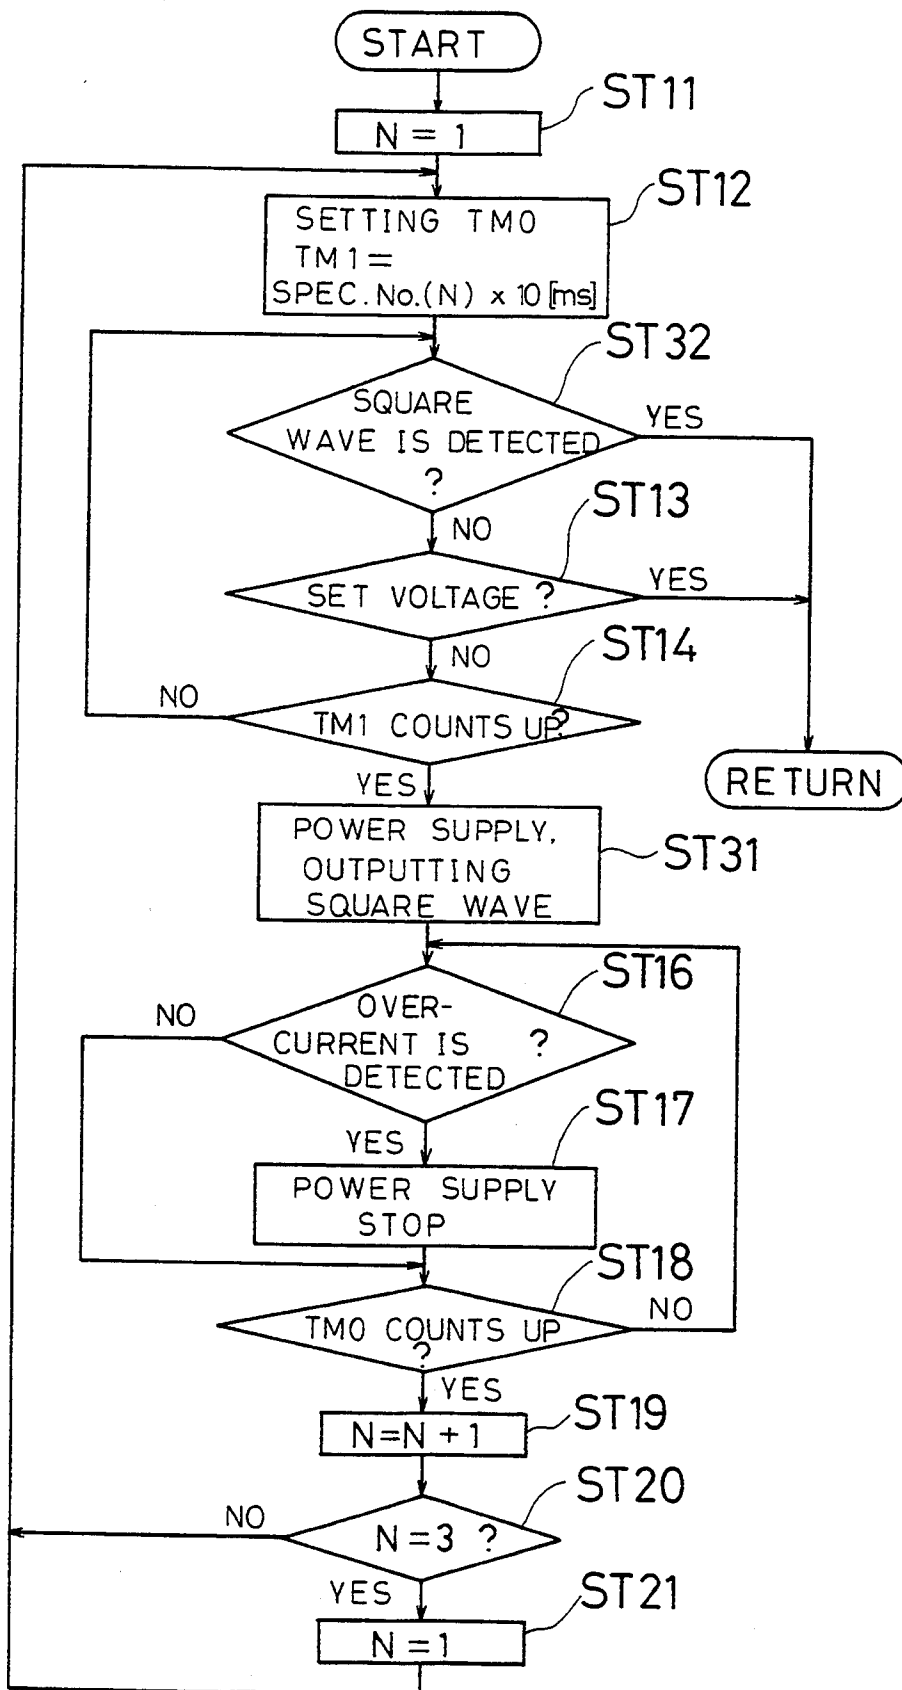 START
ST11
N = 1
ST12
SETTING TM0
TM1=
SPEC.No.(N) x 10 [ms]
ST32
SQUARE
WAVE IS DETECTED
?
YES
NO
ST13
SET VOLTAGE ?
YES
NO
ST14
TM1 COUNTS UP?
NO
YES
RETURN
POWER SUPPLY,
OUTPUTTING
SQUARE WAVE
ST31
ST16
OVER-
CURRENT IS ?
DETECTED
NO
YES
ST17
POWER SUPPLY
STOP
ST18
TM0 COUNTS UP
?
NO
YES
N=N+1
ST19
ST20
N=3 ?
NO
YES
ST21
N=1